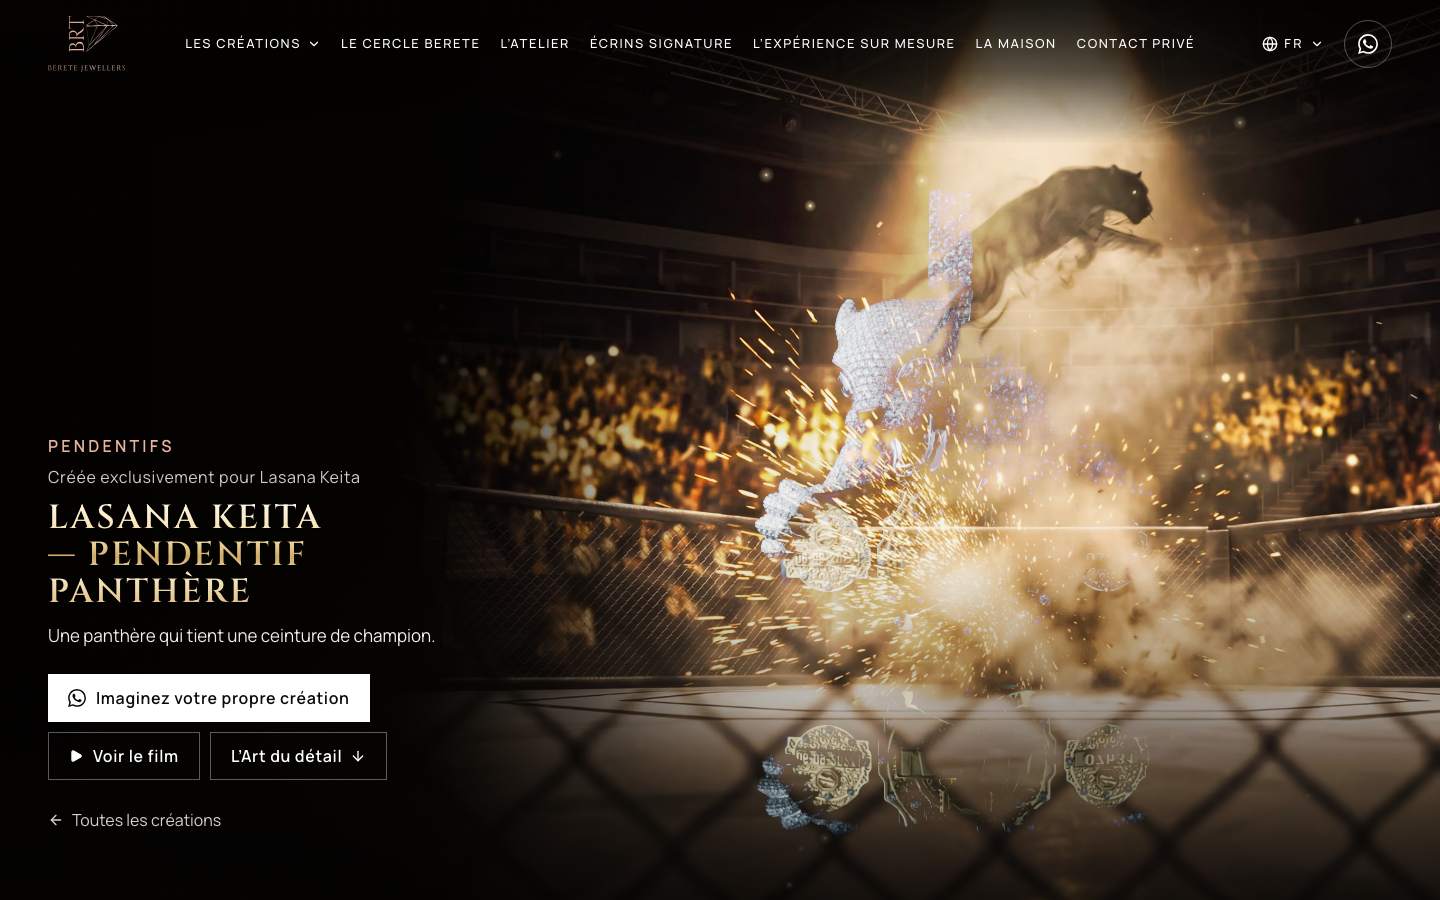 BRT
BERETE JEWELLERS
LES CRÉATIONS
LE CERCLE BERETE
L'ATELIER
ÉCRINS SIGNATURE
L'EXPÉRIENCE SUR MESURE
LA MAISON
CONTACT PRIVÉ
FR
PENDENTIFS
Créée exclusivement pour Lasana Keita
LASANA KEITA
— PENDENTIF
PANTHÈRE
Une panthère qui tient une ceinture de champion.
Imaginez votre propre création
Voir le film
L'Art du détail
Toutes les créations